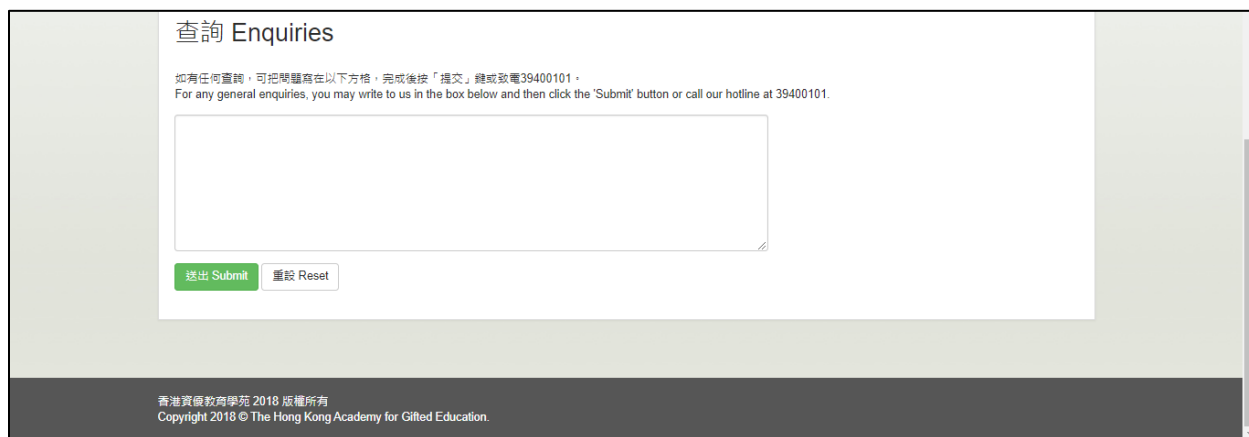 查詢 Enquiries
如有任何查詢，可把問題寫在以下方格，完成後按「提交」鍵或致電39400101。
For any general enquiries, you may write to us in the box below and then click the 'Submit' button or call our hotline at 39400101.
送出 Submit
重設 Reset
香港資優教育學苑 2018 版權所有
Copyright 2018 © The Hong Kong Academy for Gifted Education.